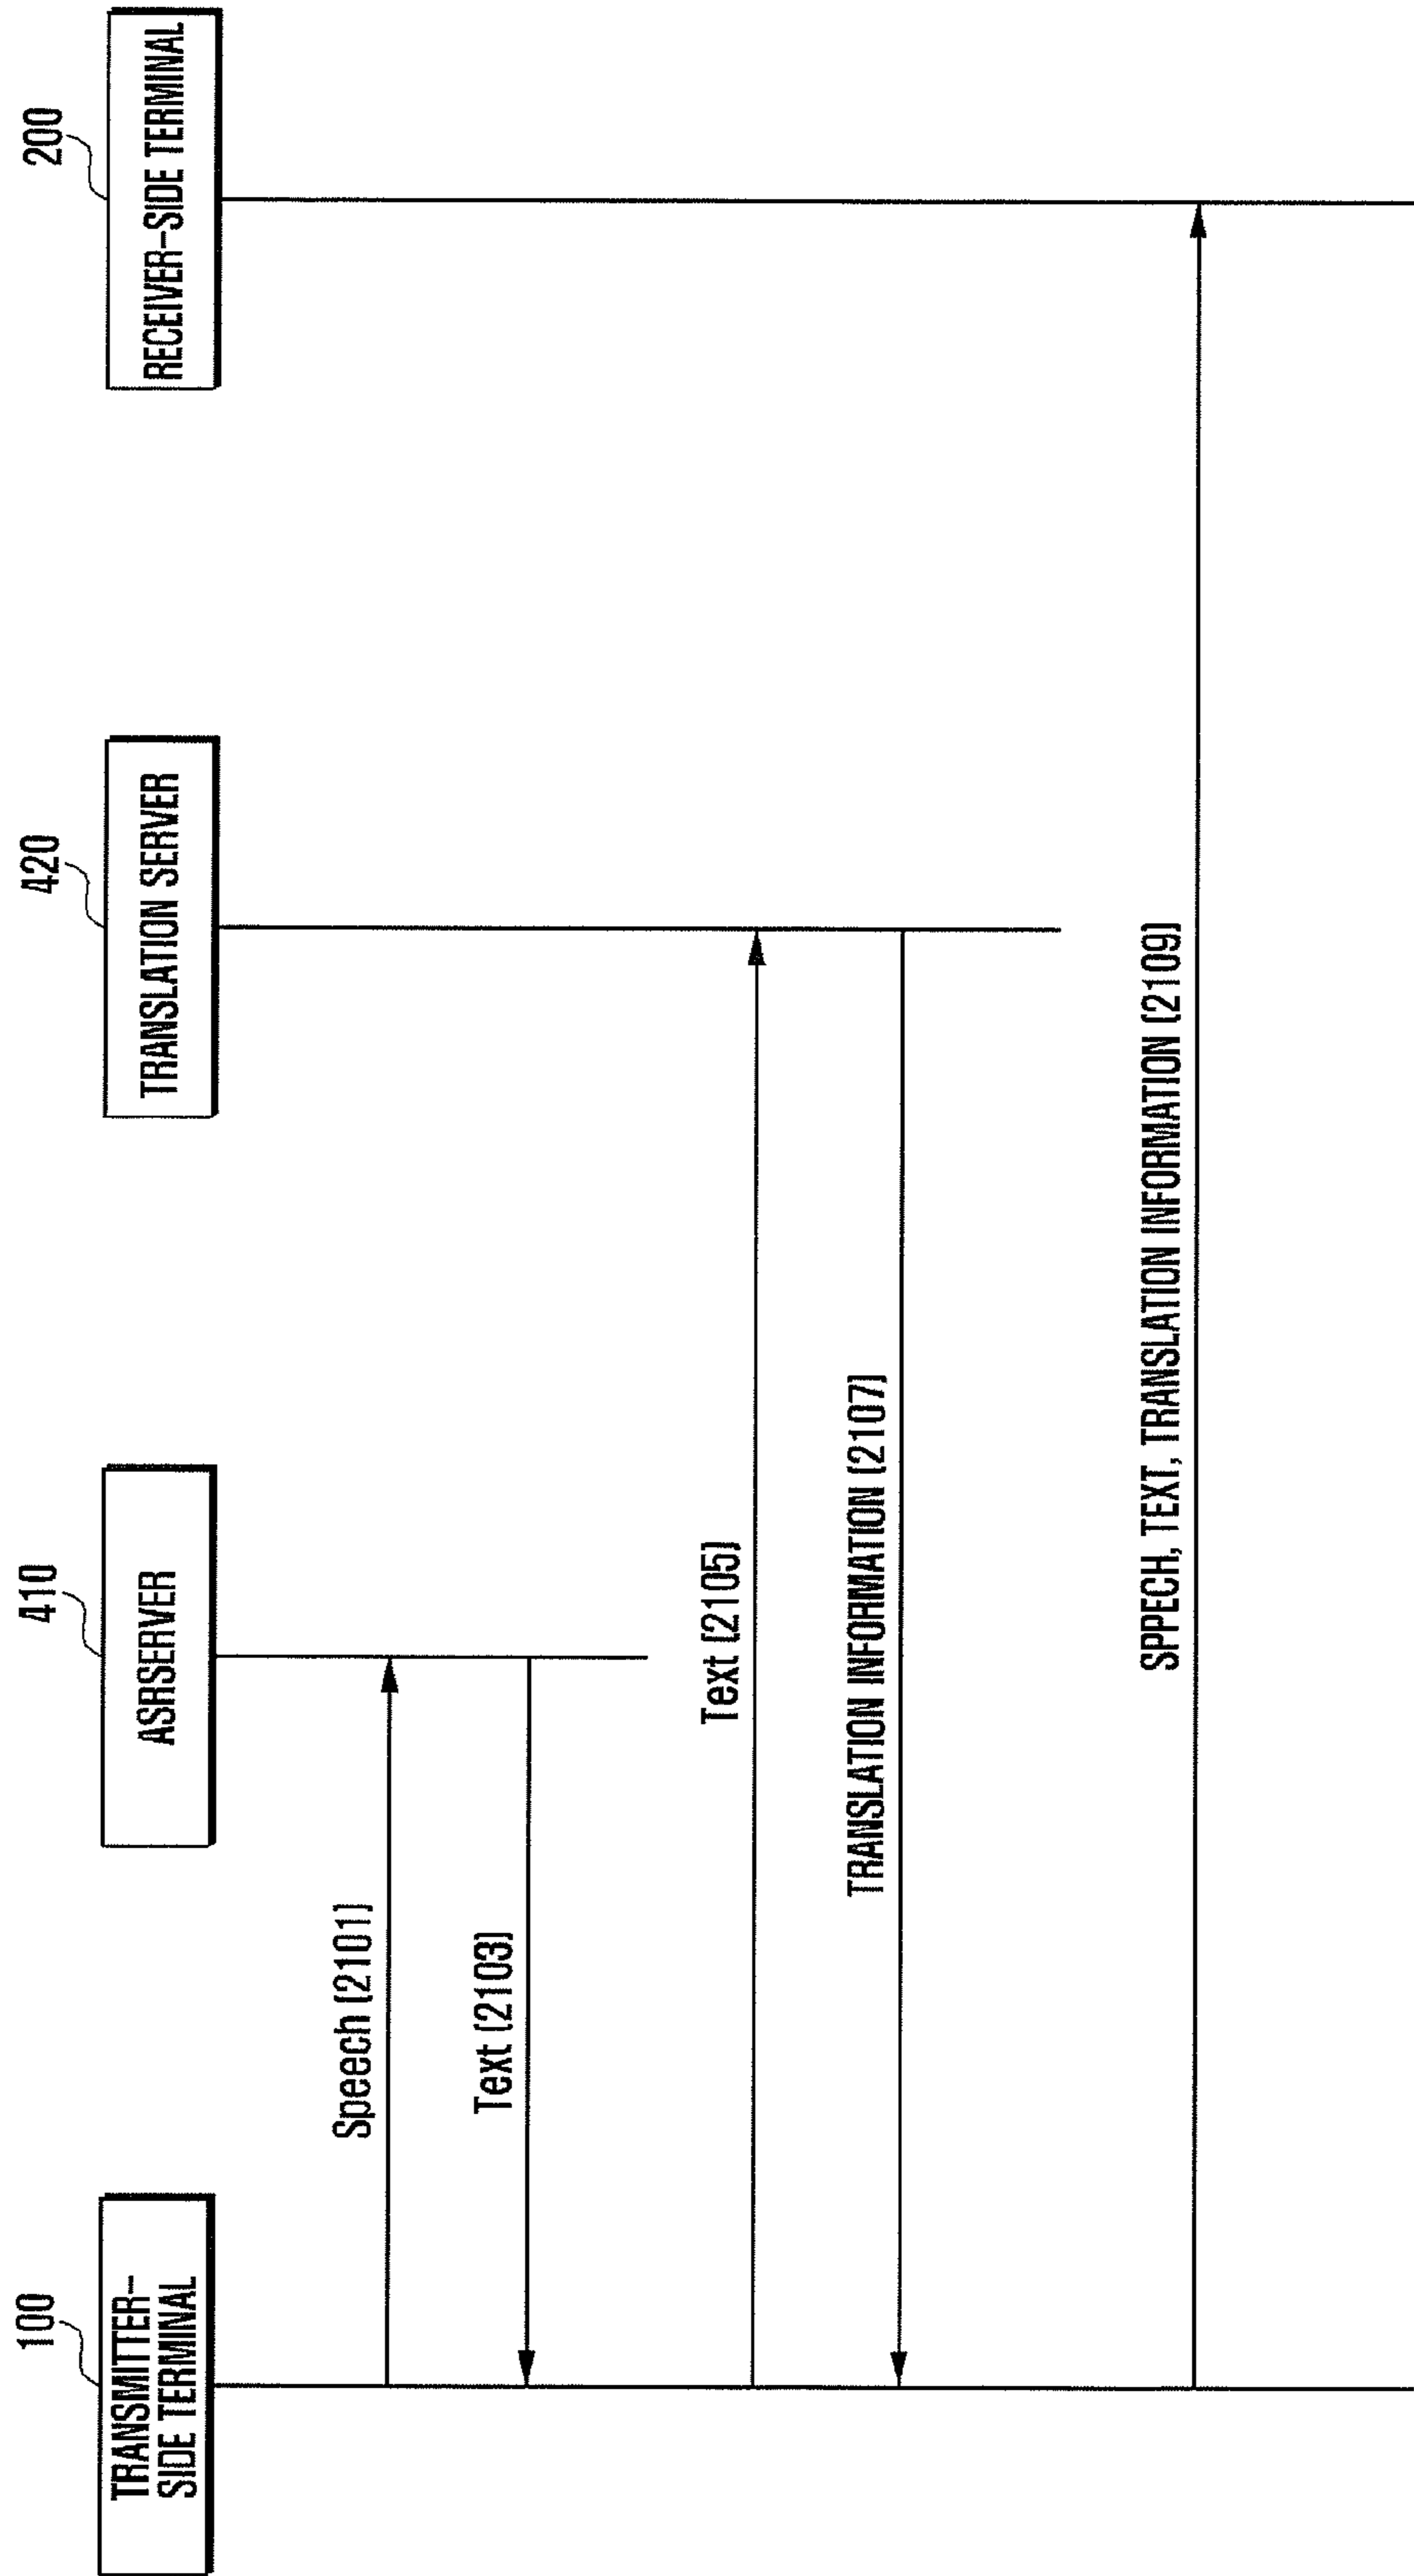 100
TRANSMITTER-
SIDE TERMINAL
410
ASRSERVER
420
TRANSLATION SERVER
200
RECEIVER-SIDE TERMINAL
Speech (2101)
Text (2103)
Text (2105)
TRANSLATION INFORMATION (2107)
SPPECH, TEXT, TRANSLATION INFORMATION (2109)